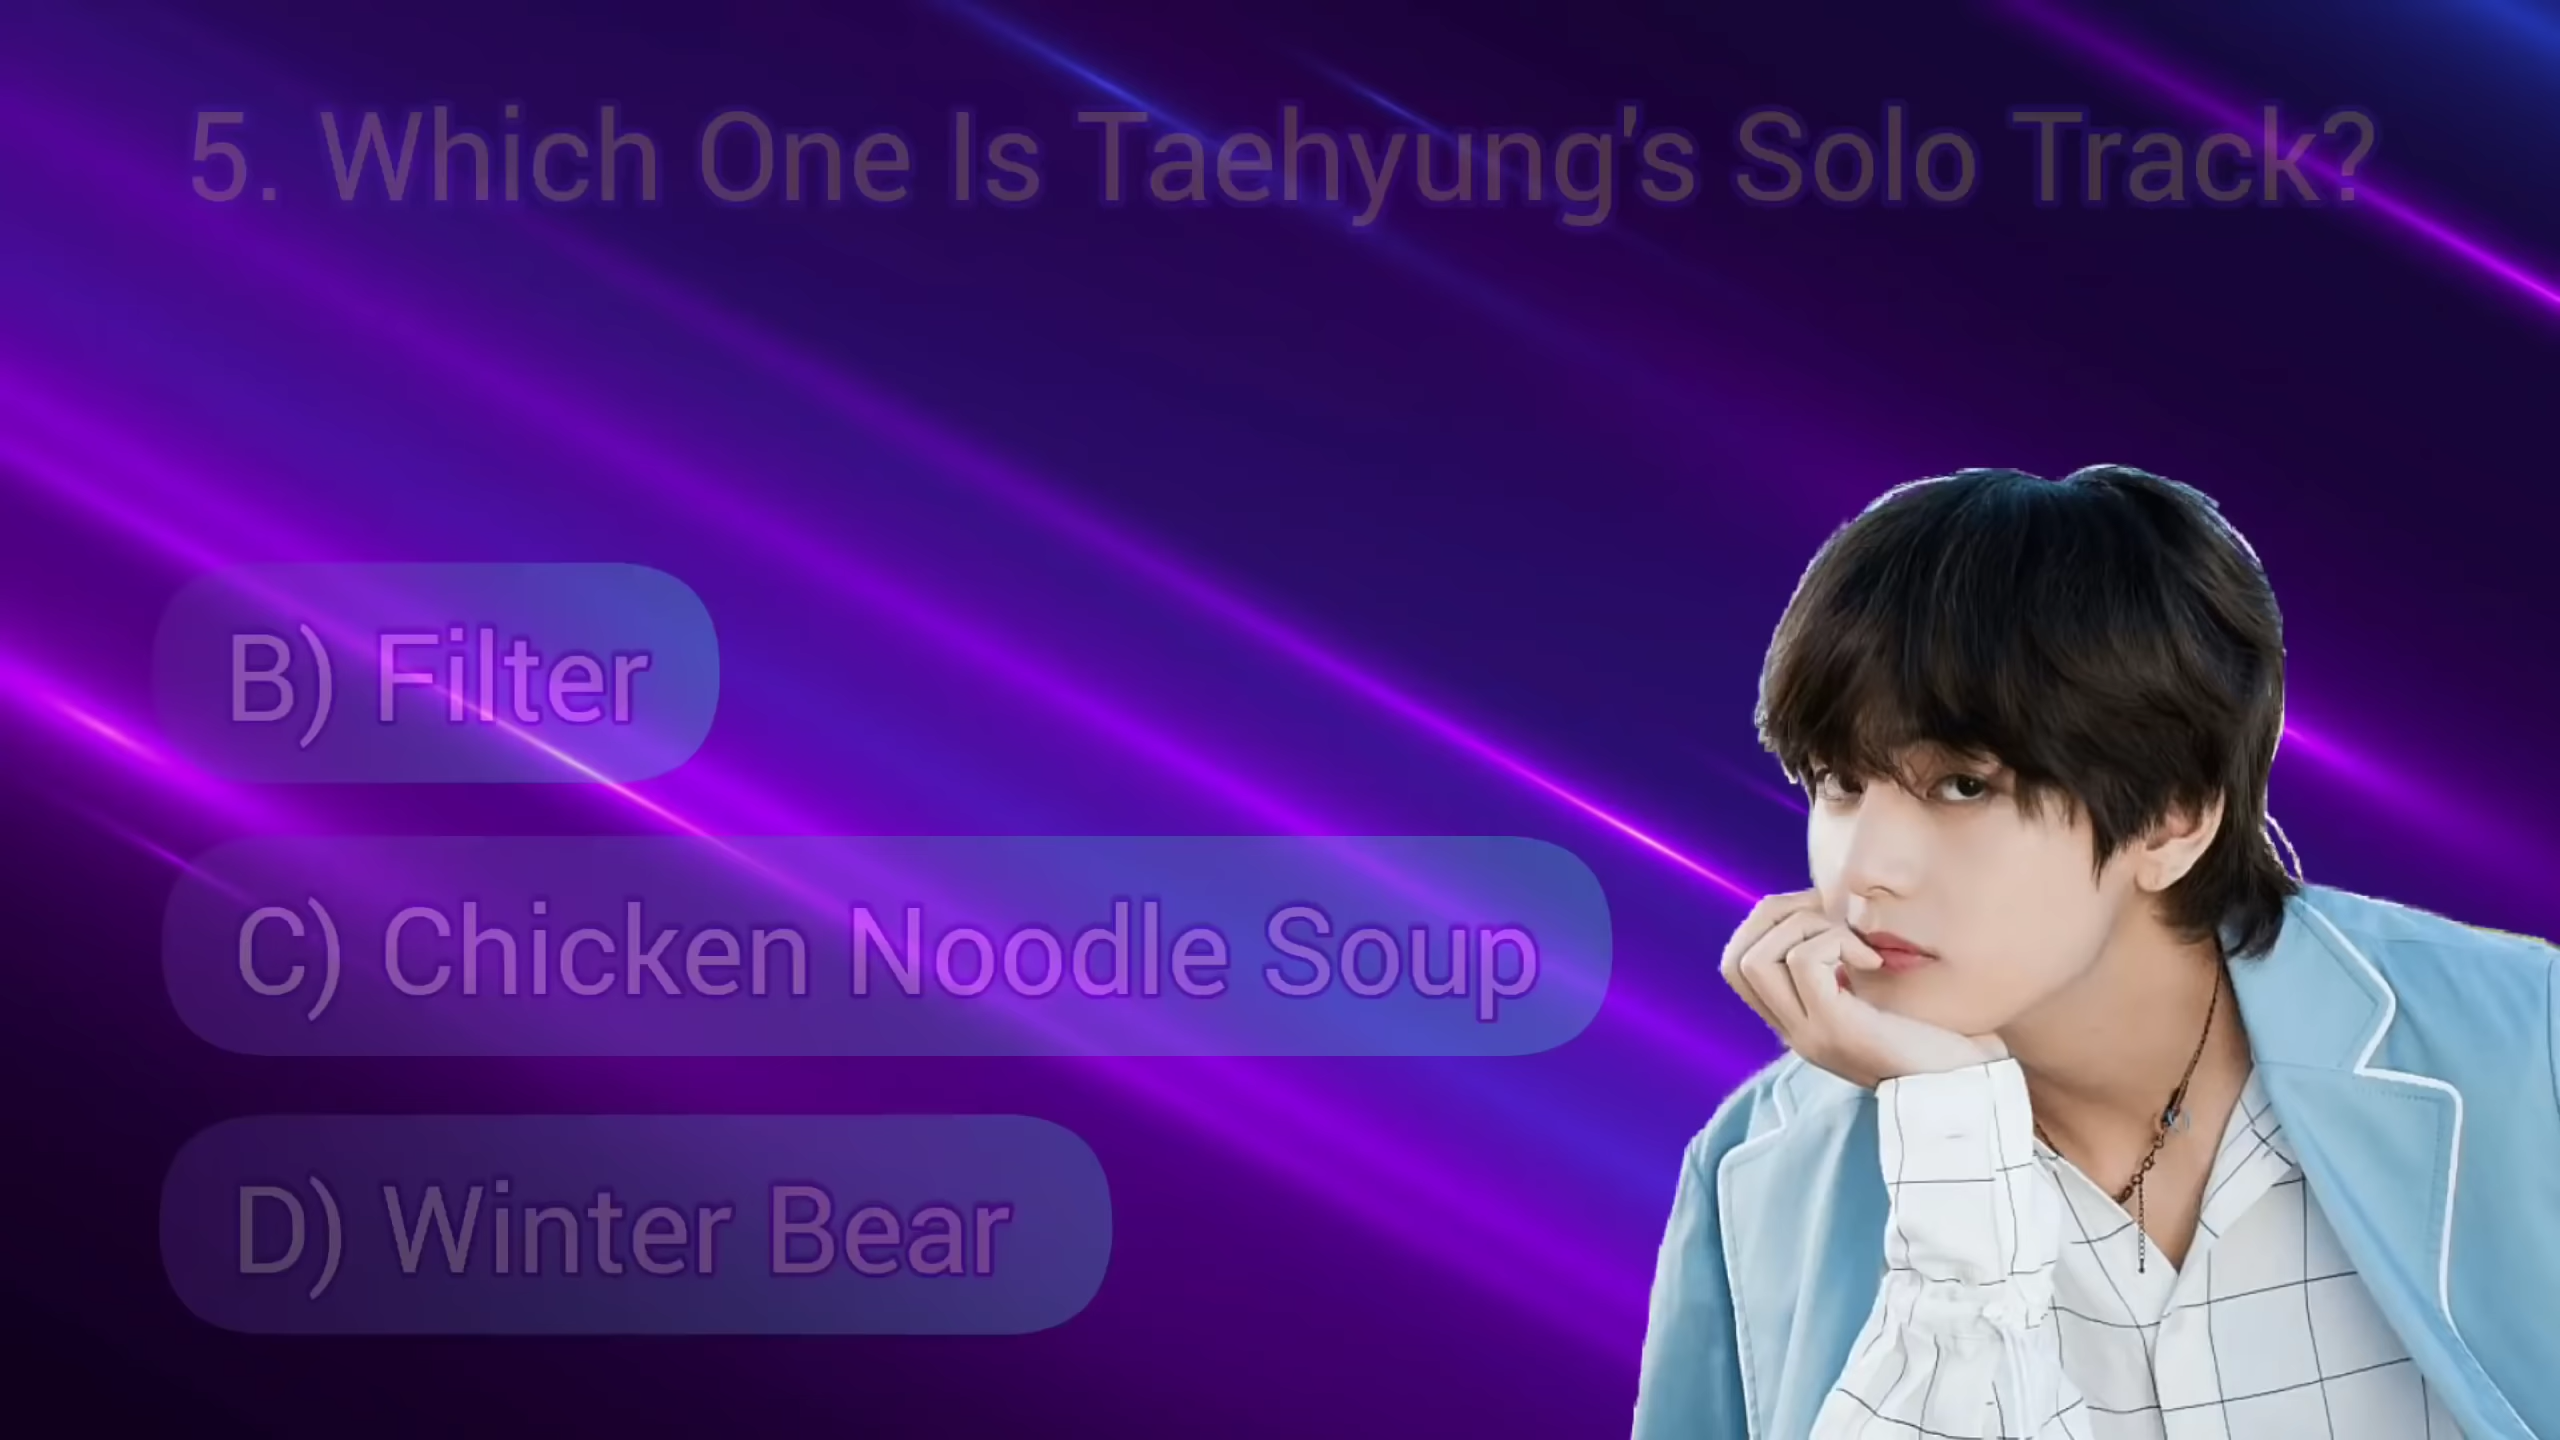 5. Which One Is Taehyung's Solo Track?
B) Filter
C) Chicken Noodle Soup
D) Winter Bear